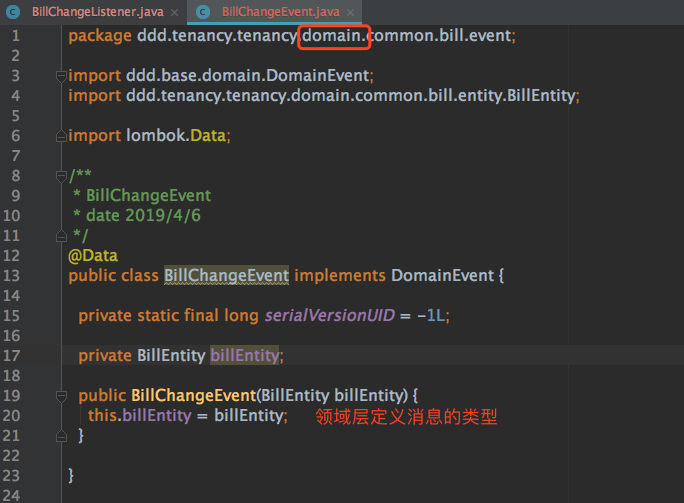 BillChangeListener.java × BillChangeEvent.java ×
1 package ddd.tenancy.tenancy.domain.common.bill.event;
2
3 import ddd.base.domain.DomainEvent;
4 import ddd.tenancy.tenancy.domain.common.bill.entity.BillEntity;
5
6 import lombok.Data;
7
8 /**
9 * BillChangeEvent
10 * date 2019/4/6
11 */
12 @Data
13 public class BillChangeEvent implements DomainEvent {
14
15 private static final long serialVersionUID = -1L;
16
17 private BillEntity billEntity;
18
19 public BillChangeEvent(BillEntity billEntity) {
20 this.billEntity = billEntity; 领域层定义消息的类型
21 }
22
23 }
24